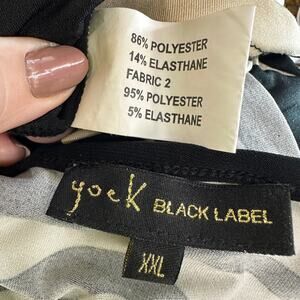 86% POLYESTER
14% ELASTHANE
FABRIC 2
95% POLYESTER
5% ELASTHANE
yoek BLACK LABEL
XXL